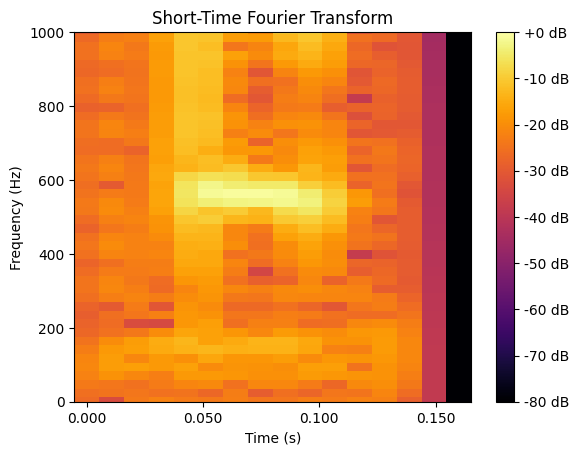 Short-Time Fourier Transform
1000
800
600
400
200
0
Frequency (Hz)
0.000
0.050
0.100
0.150
Time (s)
+0 dB
-10 dB
-20 dB
-30 dB
-40 dB
-50 dB
-60 dB
-70 dB
-80 dB